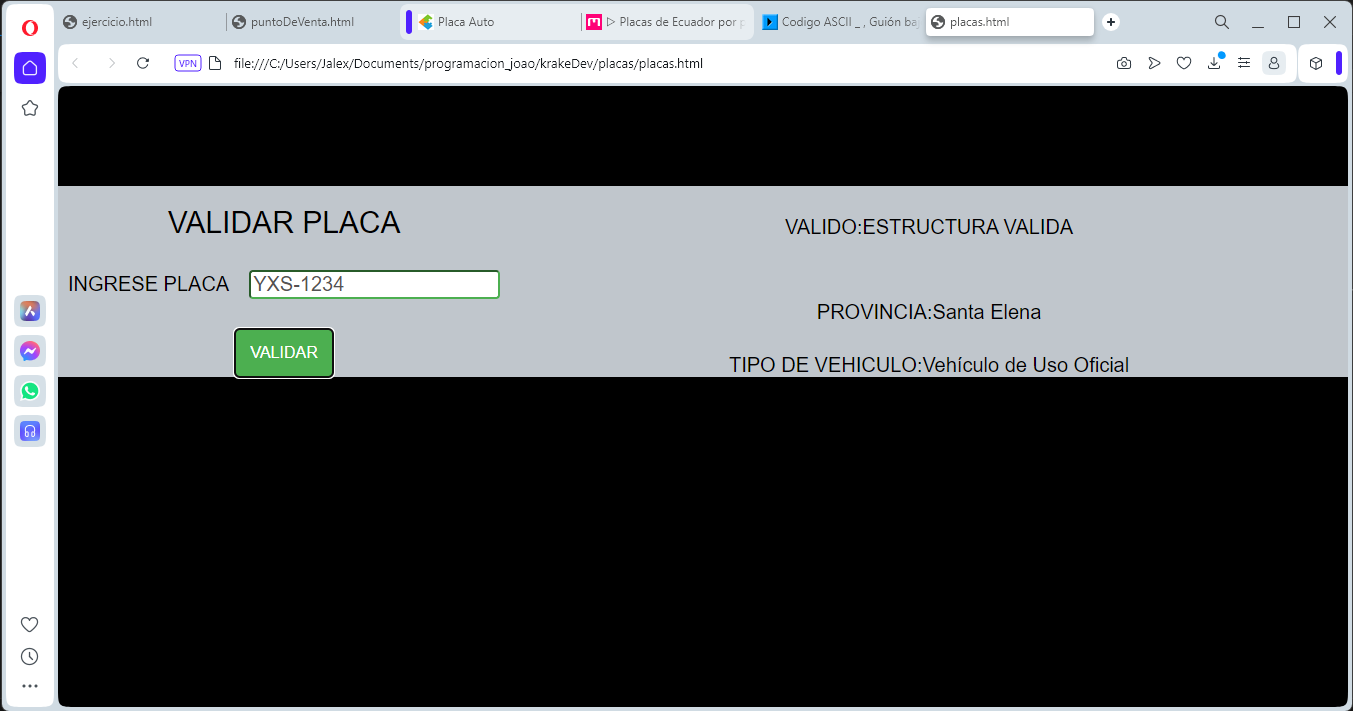 ejercicio.html
puntoDeVenta.html
Placa Auto
▷ Placas de Ecuador por p
Codigo ASCII _ , Guión baj
placas.html
VPN
file:///C:/Users/Jalex/Documents/programacion_joao/krakeDev/placas/placas.html
VALIDAR PLACA
INGRESE PLACA
YXS-1234
VALIDAR
VALIDO:ESTRUCTURA VALIDA
PROVINCIA:Santa Elena
TIPO DE VEHICULO:Vehículo de Uso Oficial